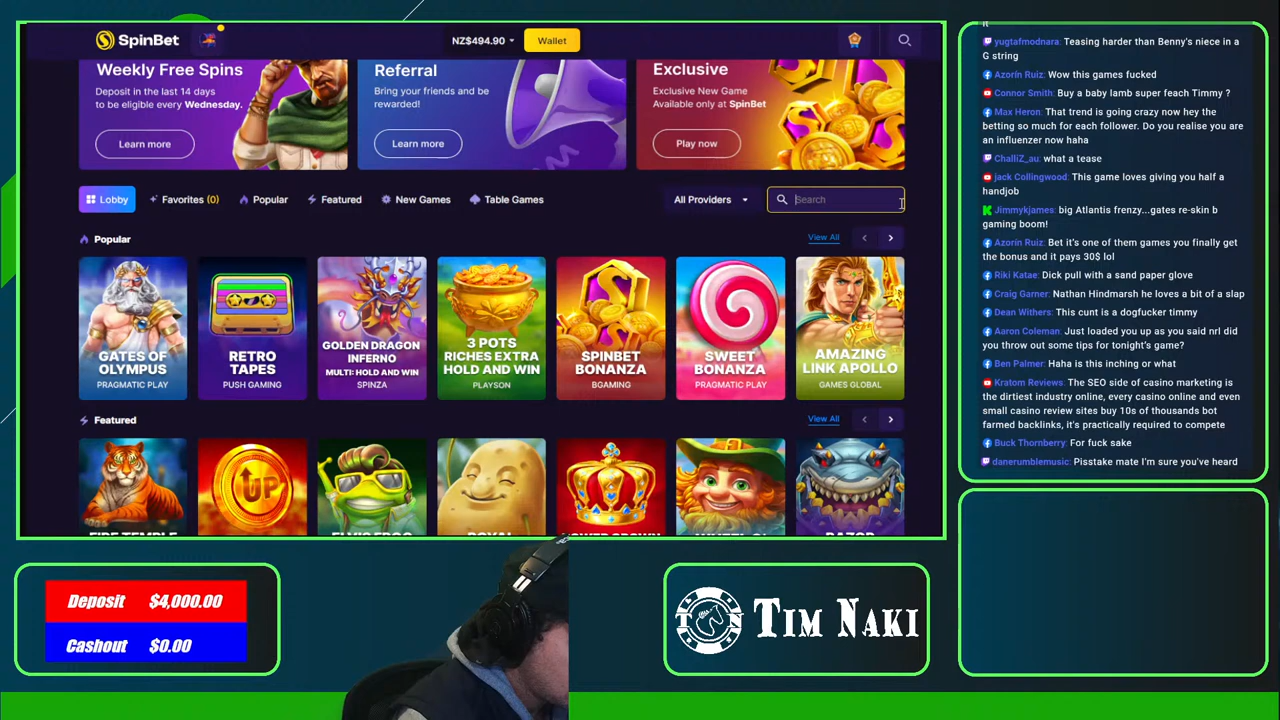 SpinBet
NZ$494.90
Wallet
Weekly Free Spins
Deposit in the last 14 days
to be eligible every Wednesday.
Learn more
Referral
Bring your friends and be
rewarded!
Learn more
Exclusive
Exclusive New Game
Available only at SpinBet
Play now
Lobby
Favorites (0)
Popular
Featured
New Games
Table Games
All Providers
Search
Popular
View All
GATES OF
OLYMPUS
PRAGMATIC PLAY
RETRO
TAPES
PUSH GAMING
GOLDEN DRAGON
INFERNO
MULTI: HOLD AND WIN
SPINZA
3 POTS
RICHES EXTRA
HOLD AND WIN
PLAYSON
SPINBET
BONANZA
BGAMING
SWEET
BONANZA
PRAGMATIC PLAY
AMAZING
LINK APOLLO
GAMES GLOBAL
Featured
View All
UP
FIRE TEMPLE
ELVIS FROG
ROYAL
POWER CROWN
WHEEL O'
RAZOR
it
yugtafmodnara: Teasing harder than Benny's niece in a
G string
Azorín Ruiz: Wow this games fucked
Connor Smith: Buy a baby lamb super feach Timmy ?
Max Heron: That trend is going crazy now hey the
betting so much for each follower. Do you realise you are
an influenzer now haha
ChalliZ_au: what a tease
jack Collingwood: This game loves giving you half a
handjob
Jimmykjames: big Atlantis frenzy...gates re-skin b
gaming boom!
Azorín Ruiz: Bet it's one of them games you finally get
the bonus and it pays 30$ lol
Riki Katae: Dick pull with a sand paper glove
Craig Garner: Nathan Hindmarsh he loves a bit of a slap
Dean Withers: This cunt is a dogfucker timmy
Aaron Coleman: Just loaded you up as you said nrl did
you throw out some tips for tonight's game?
Ben Palmer: Haha is this inching or what
Kratom Reviews: The SEO side of casino marketing is
the dirtiest industry online, every casino online and even
small casino review sites buy 10s of thousands bot
farmed backlinks, it's practically required to compete
Buck Thornberry: For fuck sake
danerumblemusic: Pisstake mate I'm sure you've heard
Deposit $4,000.00
Cashout $0.00
TIM NAKI